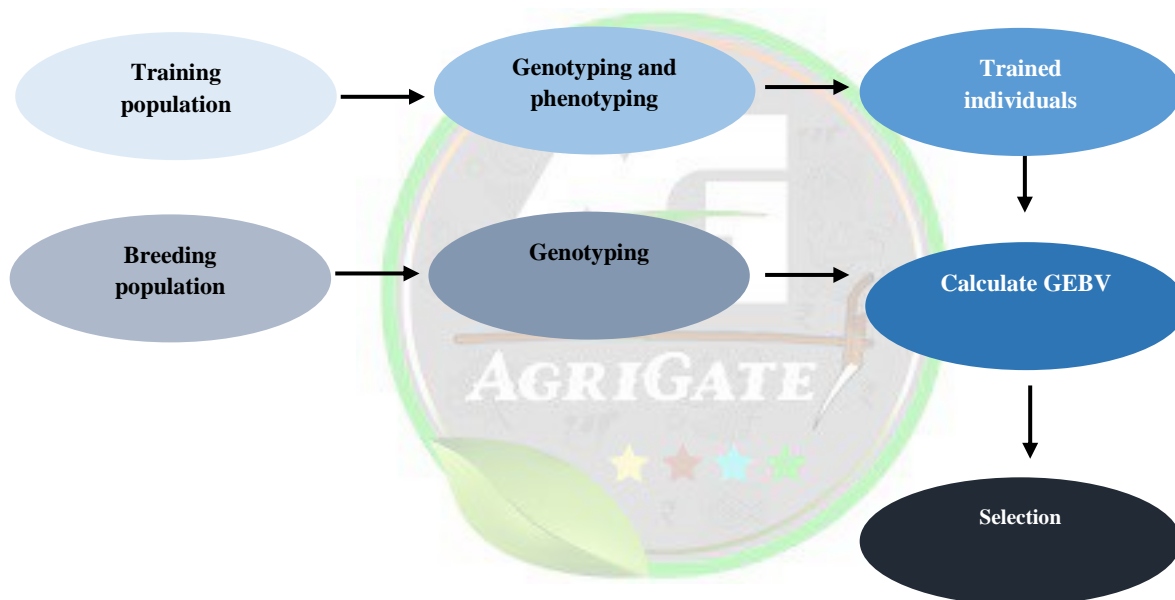 Training
population
Genotyping and
phenotyping
Trained
individuals
Breeding
population
Genotyping
Calculate GEBV
AGRIGATE
Selection